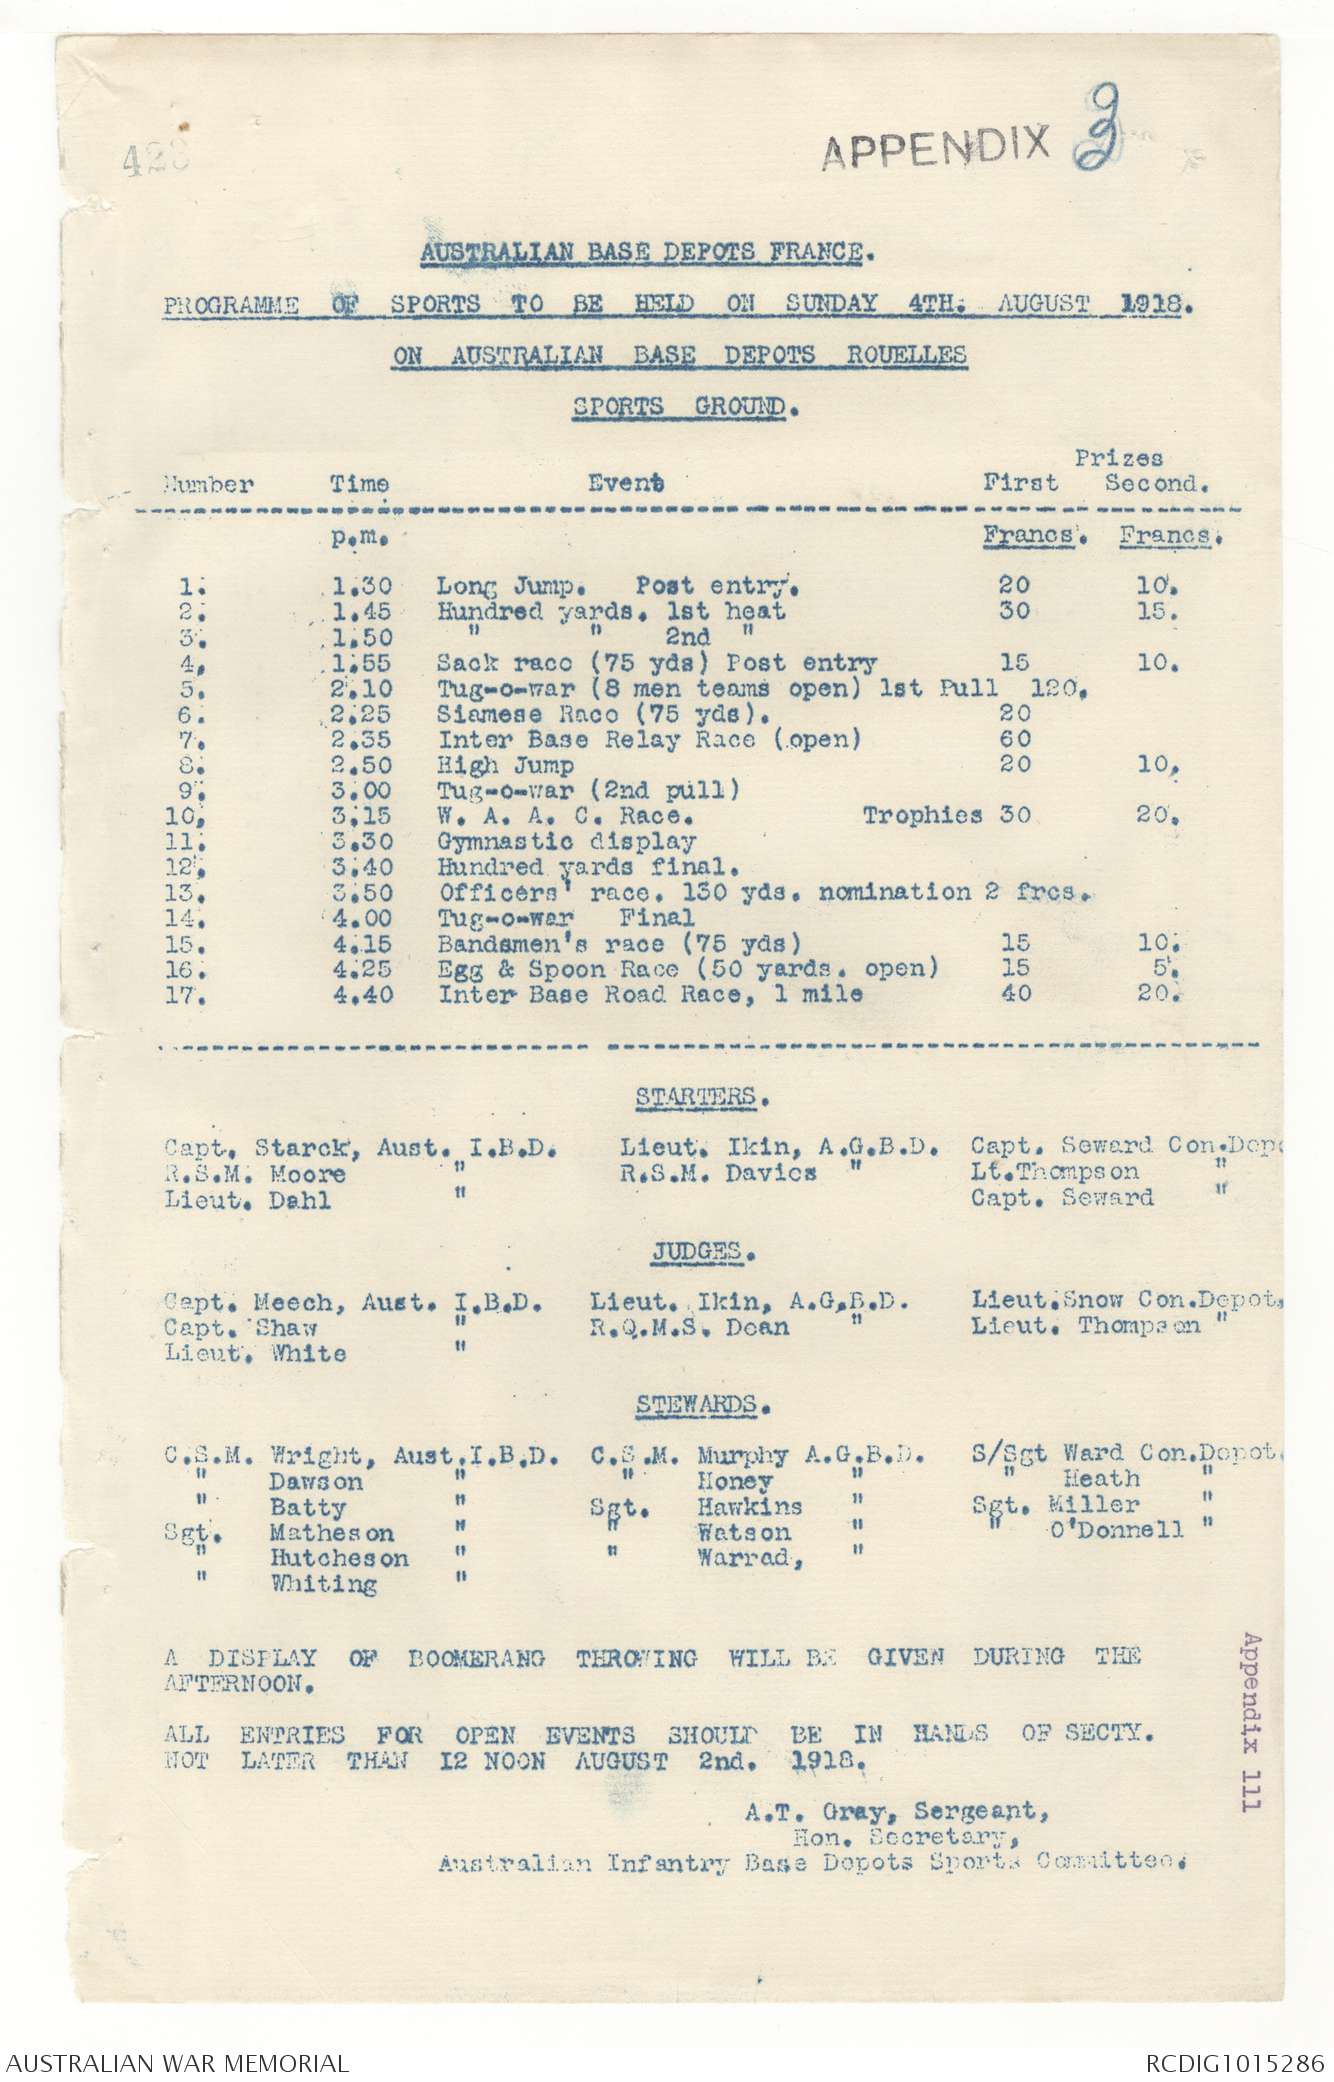 APPENDIX 3
AUSTRALIAN BASE DEPOTS FRANCE.
PROGRAMME OF SPORTS TO BE HELD ON SUNDAY 4TH. AUGUST 1918.
ON AUSTRALIAN BASE DEPOTS ROUELLES
SPORTS GROUND.
Prizes
Number Time Event First Second.
p.m. Francs. Francs.
1. 1.30 Long Jump. Post entry. 20 10.
2. 1.45 Hundred yards. 1st heat 30 15.
3. 1.50 " " 2nd "
4, 1.55 Sack race (75 yds) Post entry 15 10.
5. 2.10 Tug-o-war (8 men teams open) 1st Pull 120.
6. 2.25 Siamese Race (75 yds). 20
7. 2.35 Inter Base Relay Race (open) 60
8. 2.50 High Jump 20 10,
9. 3.00 Tug-o-war (2nd pull)
10, 3.15 W. A. A. C. Race. Trophies 30 20.
11. 3.30 Gymnastic display
12. 3.40 Hundred yards final.
13. 3.50 Officers' race. 130 yds. nomination 2 frcs.
14. 4.00 Tug-o-war Final
15. 4.15 Bandsmen's race (75 yds) 15 10.
16. 4.25 Egg & Spoon Race (50 yards. open) 15 5.
17. 4.40 Inter Base Road Race, 1 mile 40 20.
STARTERS.
Capt. Starck, Aust. I.B.D. Lieut. Ikin, A.G.B.D. Capt. Seward Con.Depo
R.S.M. Moore " R.S.M. Davies " Lt.Thompson "
Lieut. Dahl " Capt. Seward "
JUDGES.
Capt. Meech, Aust. I.B.D. Lieut. Ikin, A.G.B.D. Lieut.Snow Con.Depot.
Capt. Shaw " R.Q.M.S. Dean " Lieut. Thompson "
Lieut. White "
STEWARDS.
C.S.M. Wright, Aust.I.B.D. C.S.M. Murphy A.G.B.D. S/Sgt Ward Con.Depot.
" Dawson " " Honey " " Heath "
" Batty " Sgt. Hawkins " Sgt. Miller "
Sgt. Matheson " " Watson " " O'Donnell "
" Hutcheson " " Warrad, "
" Whiting "
A DISPLAY OF BOOMERANG THROWING WILL BE GIVEN DURING THE
AFTERNOON.
ALL ENTRIES FOR OPEN EVENTS SHOULD BE IN HANDS OF SECTY.
NOT LATER THAN 12 NOON AUGUST 2nd. 1918.
A.T. Gray, Sergeant,
Hon. Secretary,
Australian Infantry Base Depots Sports Committee.
Appendix 111
AUSTRALIAN WAR MEMORIAL RCDIG1015286